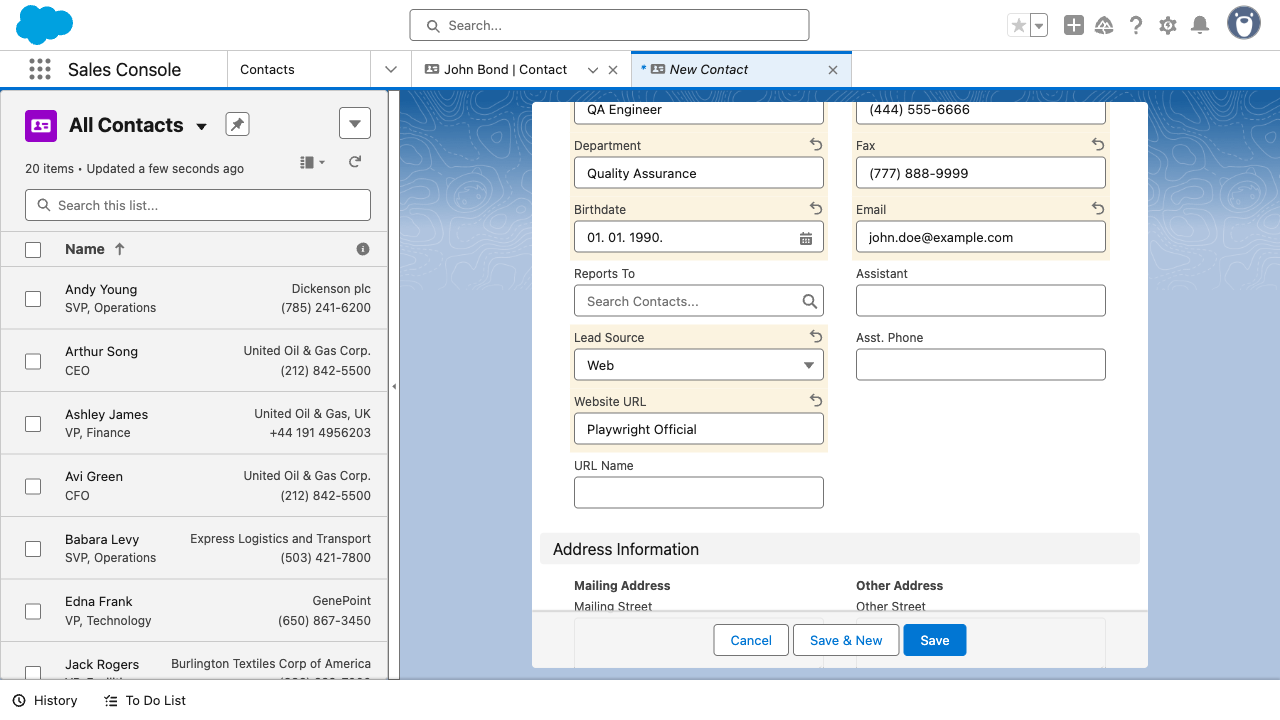 Search...
Sales Console
Contacts
John Bond | Contact
* New Contact
All Contacts
20 items • Updated a few seconds ago
Search this list...
Name
Andy Young
Dickenson plc
SVP, Operations
(785) 241-6200
Arthur Song
United Oil & Gas Corp.
CEO
(212) 842-5500
Ashley James
United Oil & Gas, UK
VP, Finance
+44 191 4956203
Avi Green
United Oil & Gas Corp.
CFO
(212) 842-5500
Babara Levy
Express Logistics and Transport
SVP, Operations
(503) 421-7800
Edna Frank
GenePoint
VP, Technology
(650) 867-3450
Jack Rogers
Burlington Textiles Corp of America
QA Engineer
(444) 555-6666
Department
Fax
Quality Assurance
(777) 888-9999
Birthdate
Email
01. 01. 1990.
john.doe@example.com
Reports To
Assistant
Search Contacts...
Lead Source
Asst. Phone
Web
Website URL
Playwright Official
URL Name
Address Information
Mailing Address
Other Address
Mailing Street
Other Street
Cancel
Save & New
Save
History
To Do List